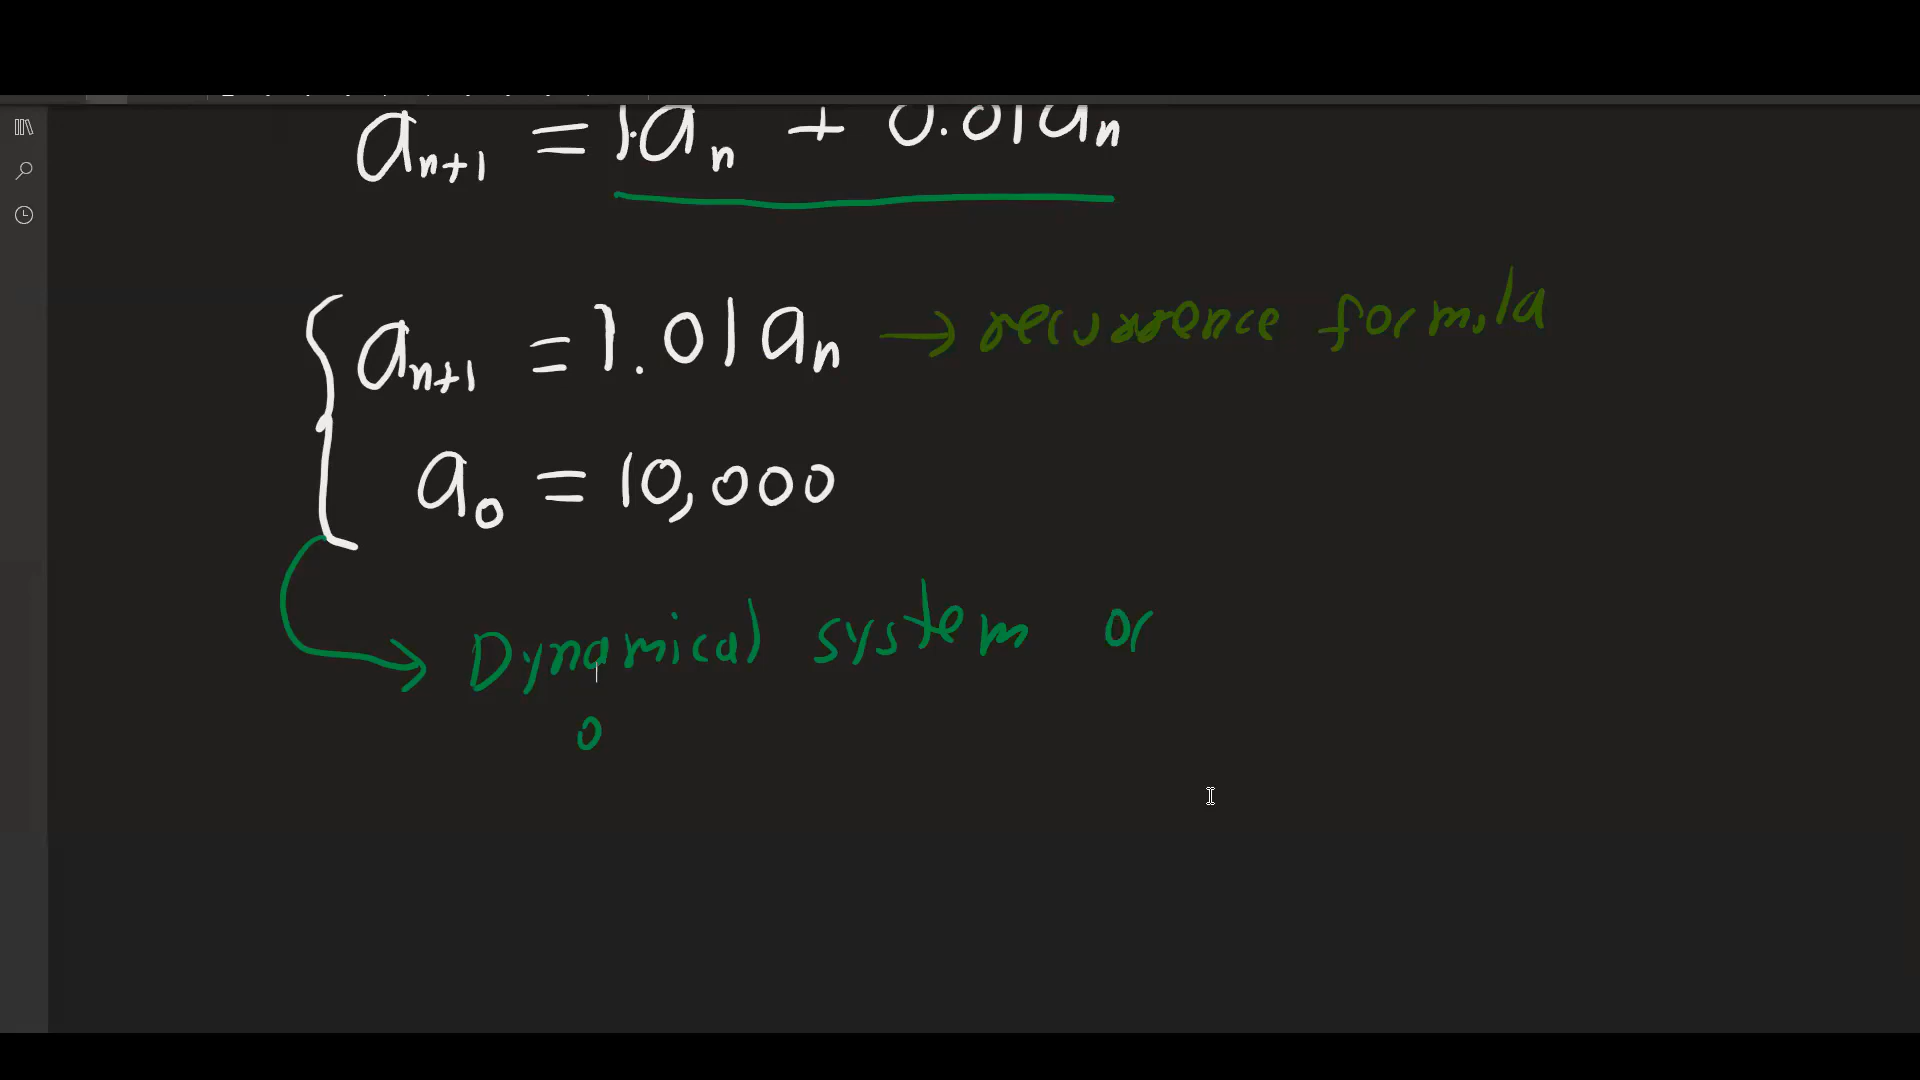 aₙ₊₁ = 1·aₙ + 0.01aₙ
aₙ₊₁ = 1.01aₙ → recurrence formula
a₀ = 10,000
→ Dynamical system or
o